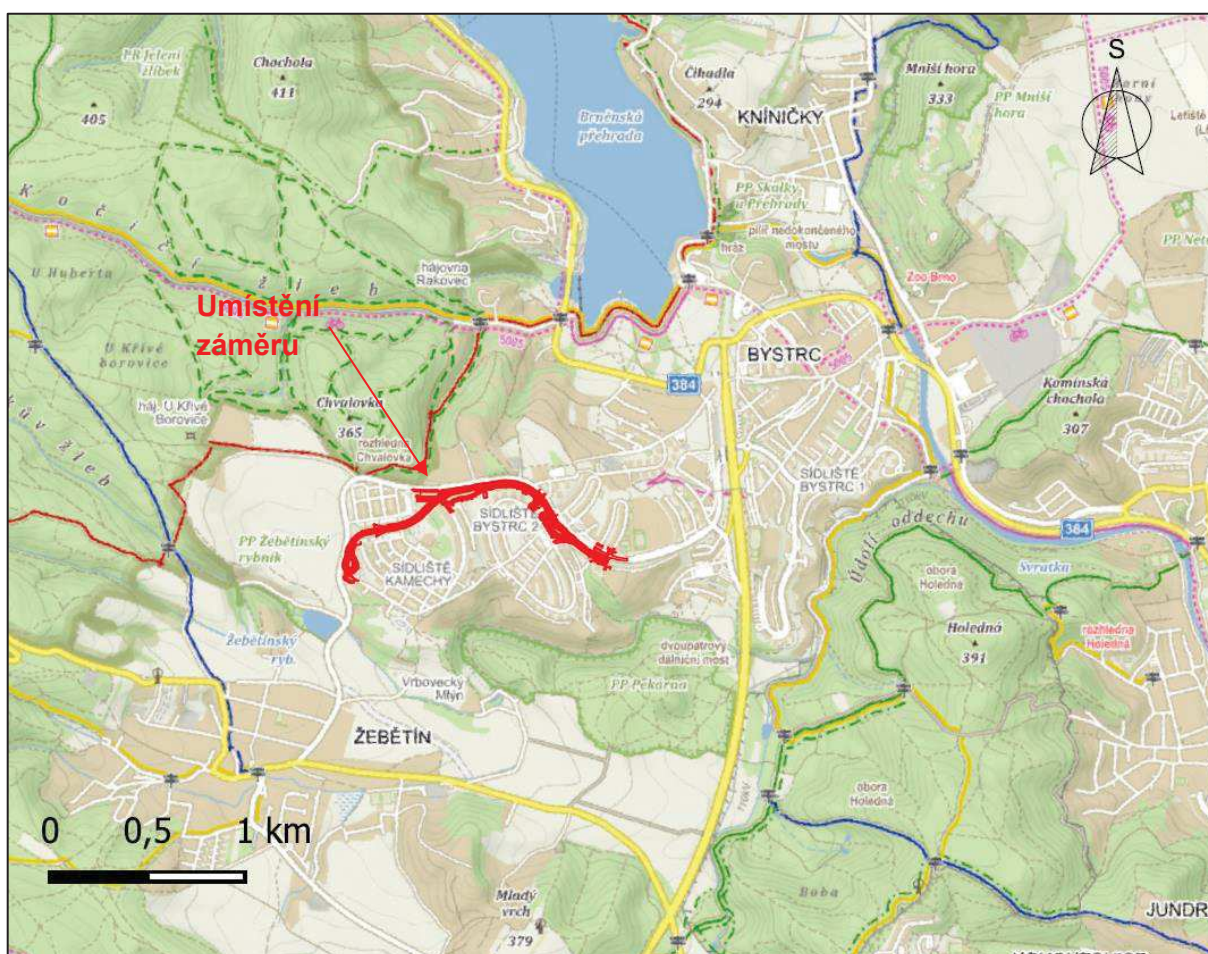 PR Jelení
žlíbek
Chochola
411
405
Brněnská
přehrada
Čihadla
294
KNÍNIČKY
Mniší hora
333
PP Mniší
hora
S
PP Skalky
u Přehrady
hráz
pilíř nedokončeného
mostu
Zoo Brno
Kočičí žleb
U Huberta
hájovna
Rakovec
5005
Umístění
záměru
U Křivé
borovice
háj. U Křivé
Borovice
Chvalovka
365
rozhledna
Chvalovka
384
BYSTRC
Komínská
chochola
307
SÍDLIŠTĚ
BYSTRC 2
SÍDLIŠTĚ
BYSTRC 1
SÍDLIŠTĚ
KAMECHY
PP Žebětínský
rybník
Žebětínský
ryb.
Údolí oddechu
Svratka
384
obora
Holedná
Holedná
391
rozhledna
Holedná
dvoupatrový
dálniční most
PP Pekárna
Vrbovecký
Mlýn
ŽEBĚTÍN
obora
Holedná
0 0,5 1 km
Mladý
vrch
379
JUNDR